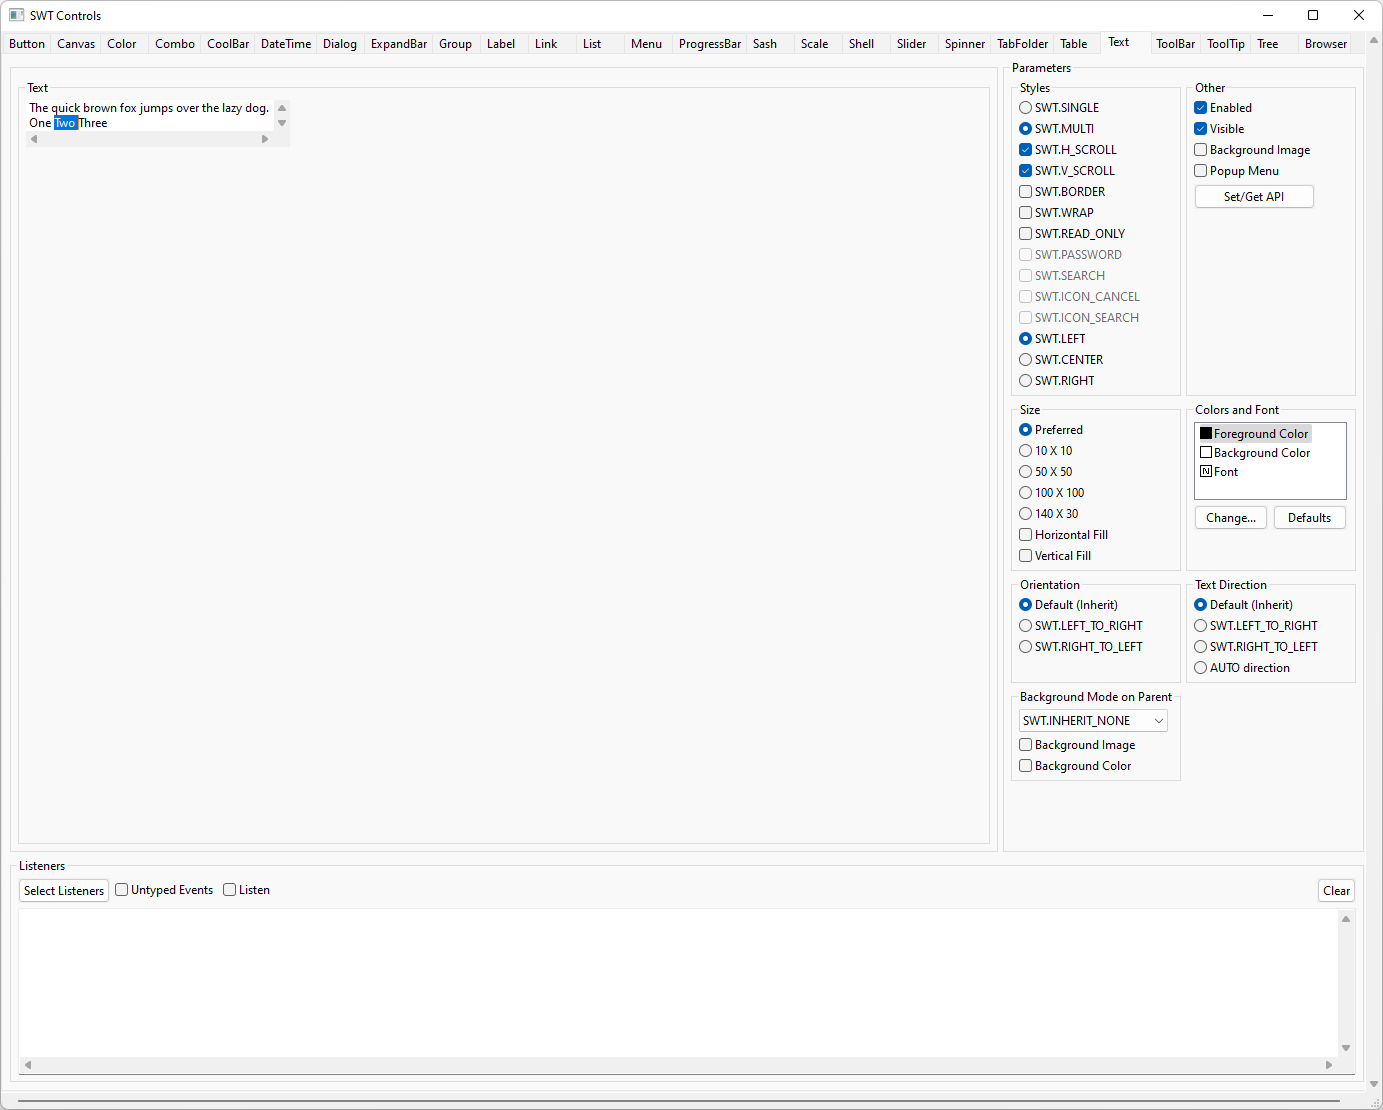 SWT Controls
Button Canvas Color Combo CoolBar DateTime Dialog ExpandBar Group Label Link List Menu ProgressBar Sash Scale Shell Slider Spinner TabFolder Table Text ToolBar ToolTip Tree Browser
Text
The quick brown fox jumps over the lazy dog.
One Two Three
Parameters
Styles
SWT.SINGLE
SWT.MULTI
SWT.H_SCROLL
SWT.V_SCROLL
SWT.BORDER
SWT.WRAP
SWT.READ_ONLY
SWT.PASSWORD
SWT.SEARCH
SWT.ICON_CANCEL
SWT.ICON_SEARCH
SWT.LEFT
SWT.CENTER
SWT.RIGHT
Other
Enabled
Visible
Background Image
Popup Menu
Set/Get API
Size
Preferred
10 X 10
50 X 50
100 X 100
140 X 30
Horizontal Fill
Vertical Fill
Colors and Font
Foreground Color
Background Color
N Font
Change... Defaults
Orientation
Default (Inherit)
SWT.LEFT_TO_RIGHT
SWT.RIGHT_TO_LEFT
Text Direction
Default (Inherit)
SWT.LEFT_TO_RIGHT
SWT.RIGHT_TO_LEFT
AUTO direction
Background Mode on Parent
SWT.INHERIT_NONE
Background Image
Background Color
Listeners
Select Listeners Untyped Events Listen Clear